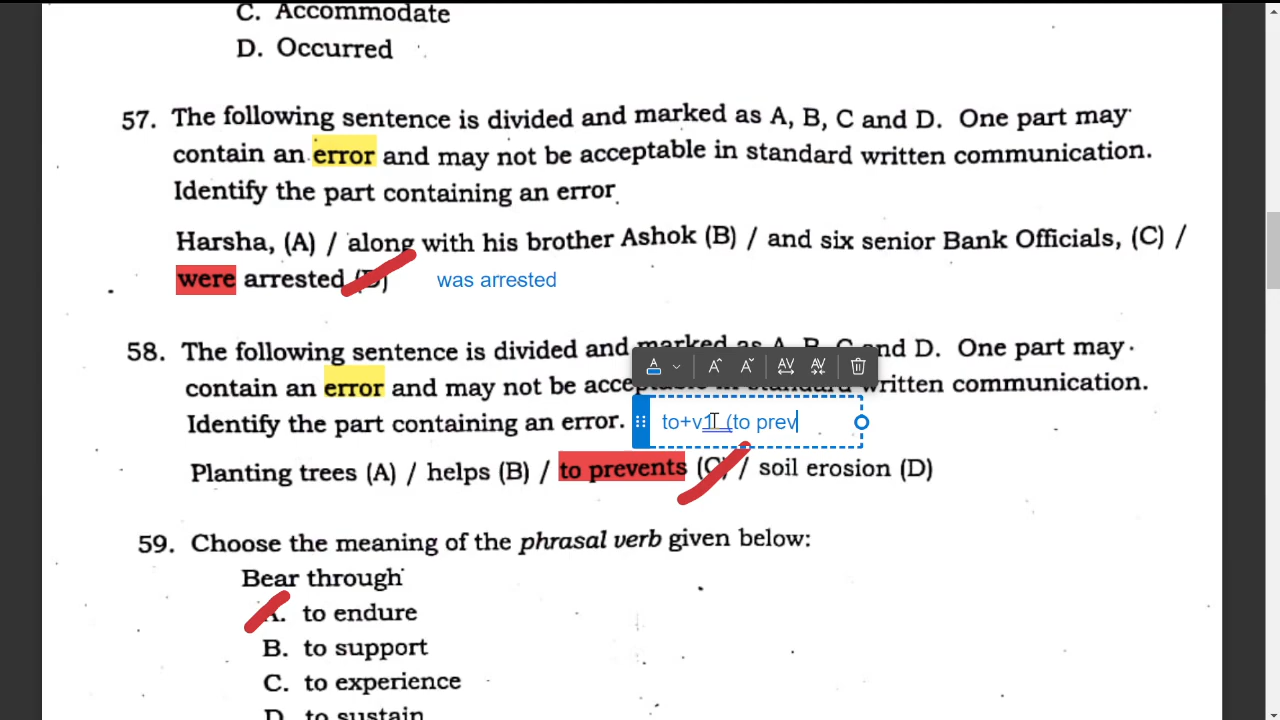 C. Accommodate
D. Occurred
57. The following sentence is divided and marked as A, B, C and D. One part may
contain an error and may not be acceptable in standard written communication.
Identify the part containing an error
Harsha, (A) / along with his brother Ashok (B) / and six senior Bank Officials, (C) /
were arrested (D) was arrested
58. The following sentence is divided and marked as A, B, C and D. One part may
contain an error and may not be acceptable in standard written communication.
Identify the part containing an error. to+v1 (to prev
Planting trees (A) / helps (B) / to prevents (C) / soil erosion (D)
59. Choose the meaning of the phrasal verb given below:
Bear through
A. to endure
B. to support
C. to experience
D. to sustain